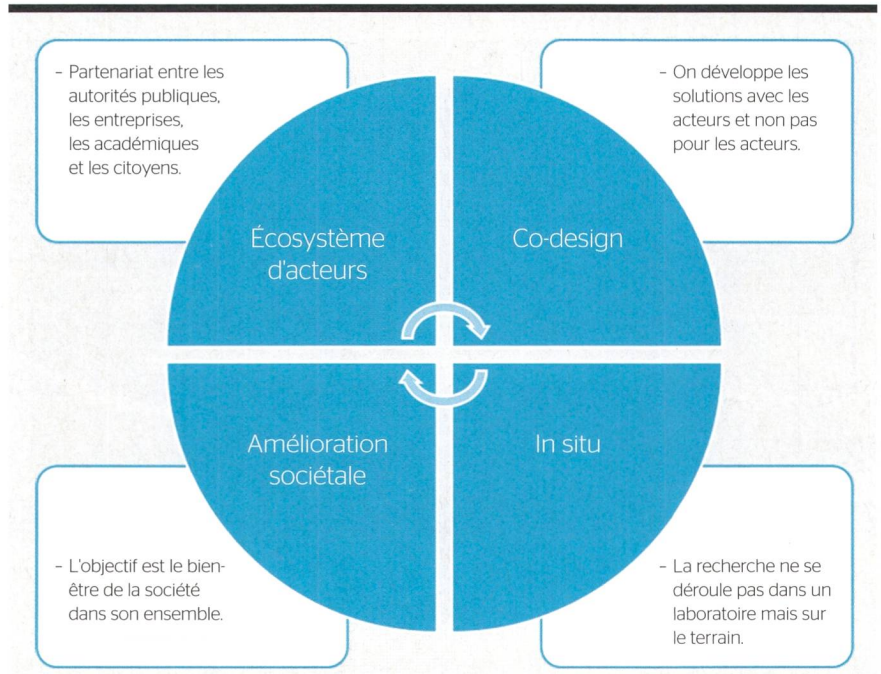 - Partenariat entre les
autorités publiques,
les entreprises,
les académiques
et les citoyens.
- On développe les
solutions avec les
acteurs et non pas
pour les acteurs.
Écosystème
d'acteurs
Co-design
Amélioration
sociétale
In situ
- L'objectif est le bien-
être de la société
dans son ensemble.
- La recherche ne se
déroule pas dans un
laboratoire mais sur
le terrain.